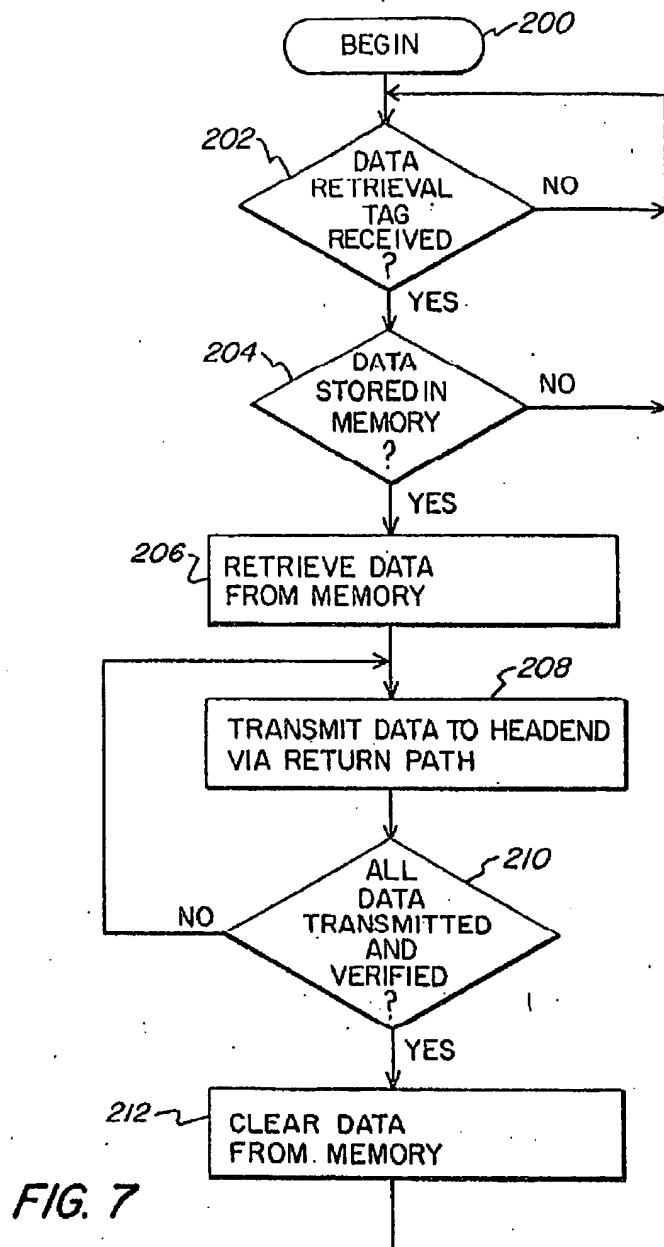 BEGIN
200
202
DATA
RETRIEVAL
TAG
RECEIVED
?
NO
YES
204
DATA
STORED IN
MEMORY
?
NO
YES
206
RETRIEVE DATA
FROM MEMORY
208
TRANSMIT DATA TO HEADEND
VIA RETURN PATH
210
ALL
DATA
TRANSMITTED
AND
VERIFIED
?
NO
YES
212
CLEAR DATA
FROM. MEMORY
FIG. 7